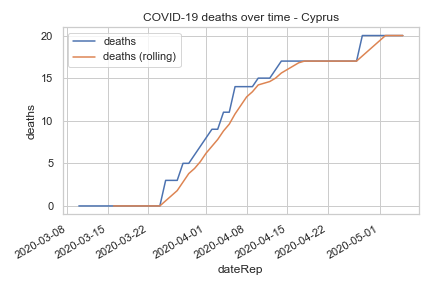 COVID-19 deaths over time - Cyprus
deaths
deaths (rolling)
20
15
10
5
0
deaths
2020-03-08
2020-03-15
2020-03-22
2020-04-01
2020-04-08
2020-04-15
2020-04-22
2020-05-01
dateRep